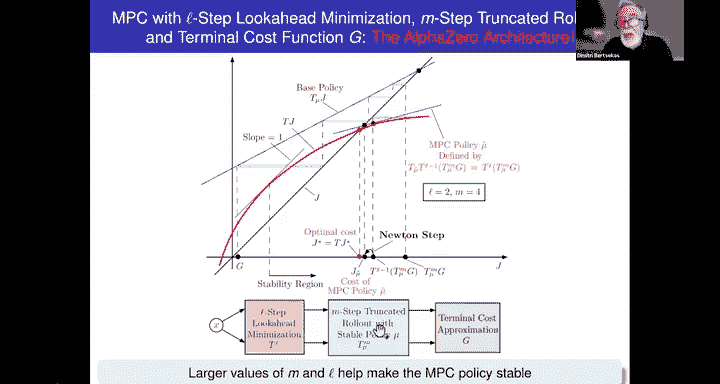 MPC with ℓ-Step Lookahead Minimization, m-Step Truncated Ro
and Terminal Cost Function G: The AlphaZero Architecture!
Dimitri Bertsekas
Base Policy
T_μ J
TJ
Slope = 1
J
MPC Policy μ̃
Defined by
T_μ̃ T^{ℓ−1}(T_μ^m G) = T^ℓ(T_μ^m G)
ℓ = 2, m = 4
Optimal cost
J* = TJ*
Newton Step
G
J_μ̃
T^{ℓ−1}(T_μ^m G)
T_μ^m G
J
Stability Region
Cost of
MPC Policy μ̃
x
ℓ-Step
Lookahead
Minimization
T^ℓ
m-Step Truncated
Rollout with
Stable Policy μ
T_μ^m
Terminal Cost
Approximation
G
Larger values of m and ℓ help make the MPC policy stable